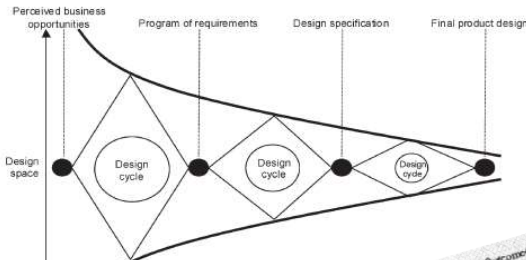 Perceived business
opportunities
Program of requirements
Design specification
Final product design
Design
space
Design
cycle
Design
cycle
Design
cycle